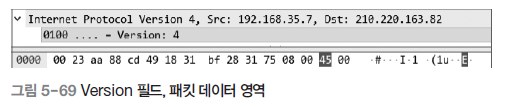 Internet Protocol Version 4, Src: 192.168.35.7, Dst: 210.220.163.82
0100 .... = Version: 4
0000 00 23 aa 88 cd 49 18 31 bf 28 31 75 08 00 45 00 ·#···I·1 ·(1u··E·
그림 5-69 Version 필드, 패킷 데이터 영역